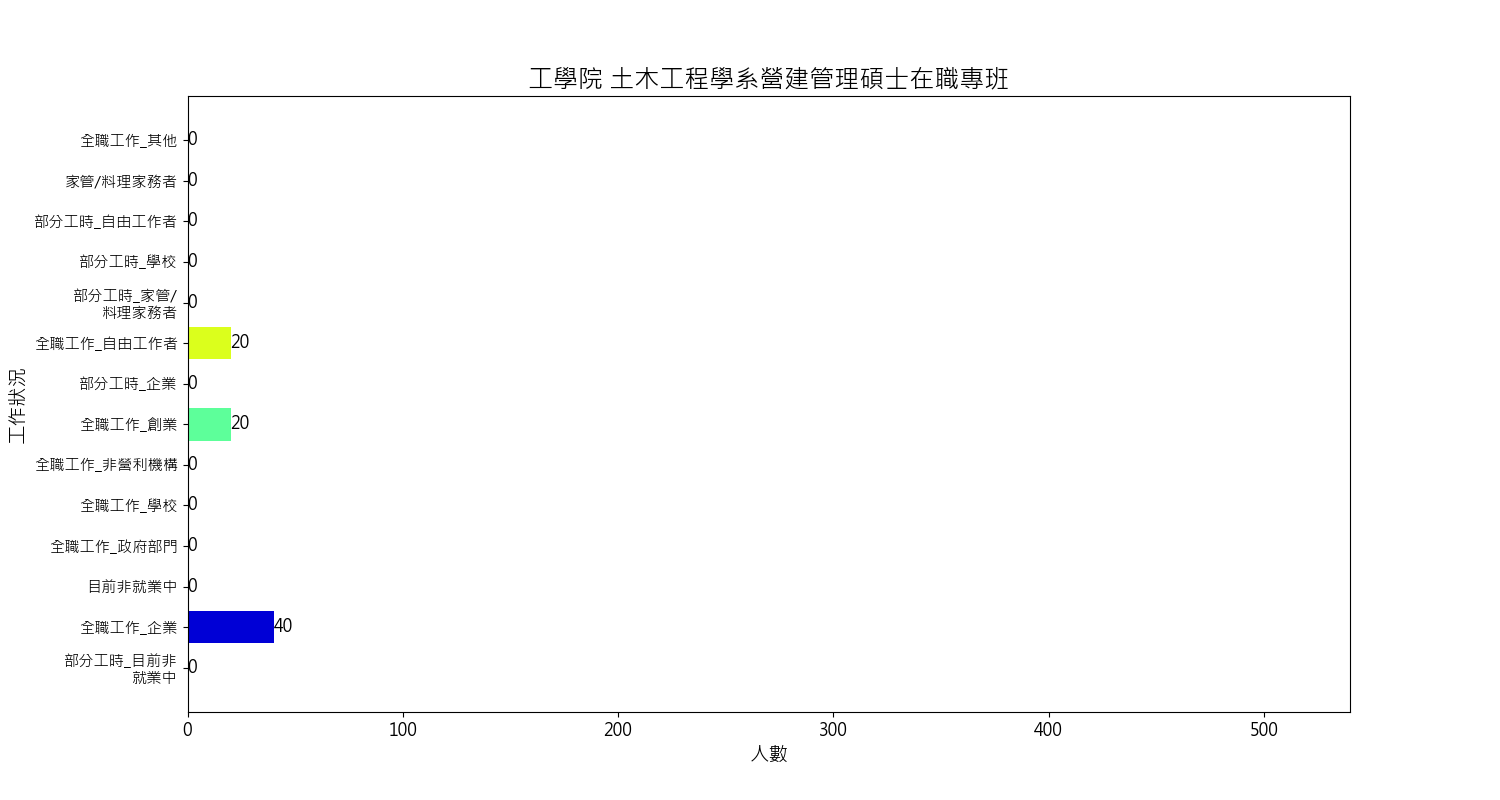 工學院 土木工程學系營建管理碩士在職專班
工作狀況
全職工作_其他 0
家管/料理家務者 0
部分工時_自由工作者 0
部分工時_學校 0
部分工時_家管/
料理家務者 0
全職工作_自由工作者 20
部分工時_企業 0
全職工作_創業 20
全職工作_非營利機構 0
全職工作_學校 0
全職工作_政府部門 0
目前非就業中 0
全職工作_企業 40
部分工時_目前非
就業中 0
0 100 200 300 400 500
人數